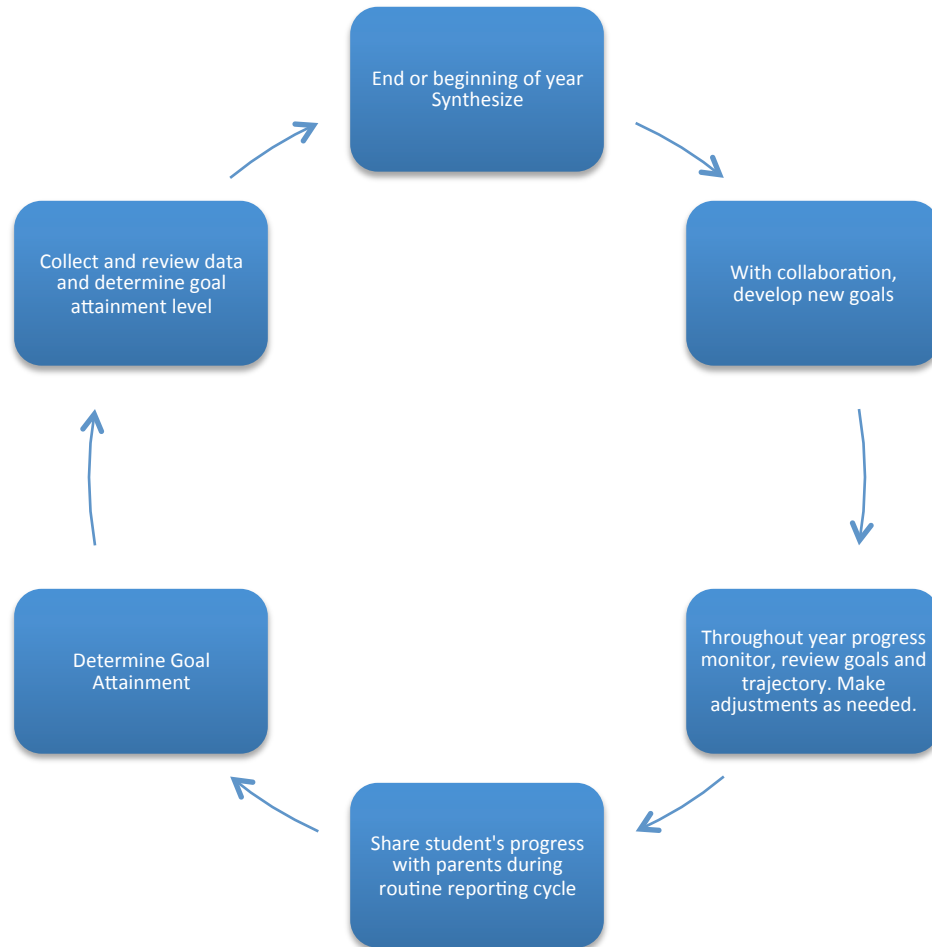 End or beginning of year
Synthesize
With collaboration,
develop new goals
Throughout year progress
monitor, review goals and
trajectory. Make
adjustments as needed.
Share student's progress
with parents during
routine reporting cycle
Determine Goal
Attainment
Collect and review data
and determine goal
attainment level